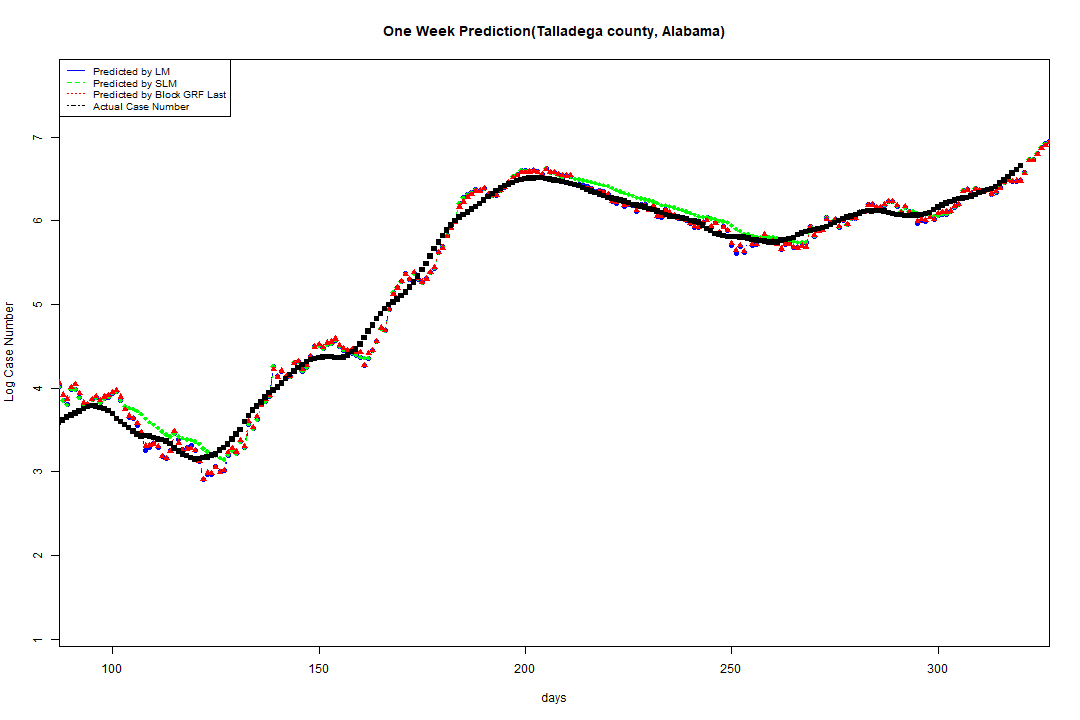 One Week Prediction(Talladega county, Alabama)
Predicted by LM
Predicted by SLM
Predicted by Block GRF Last
Actual Case Number
7
6
5
4
3
2
1
Log Case Number
100 150 200 250 300
days